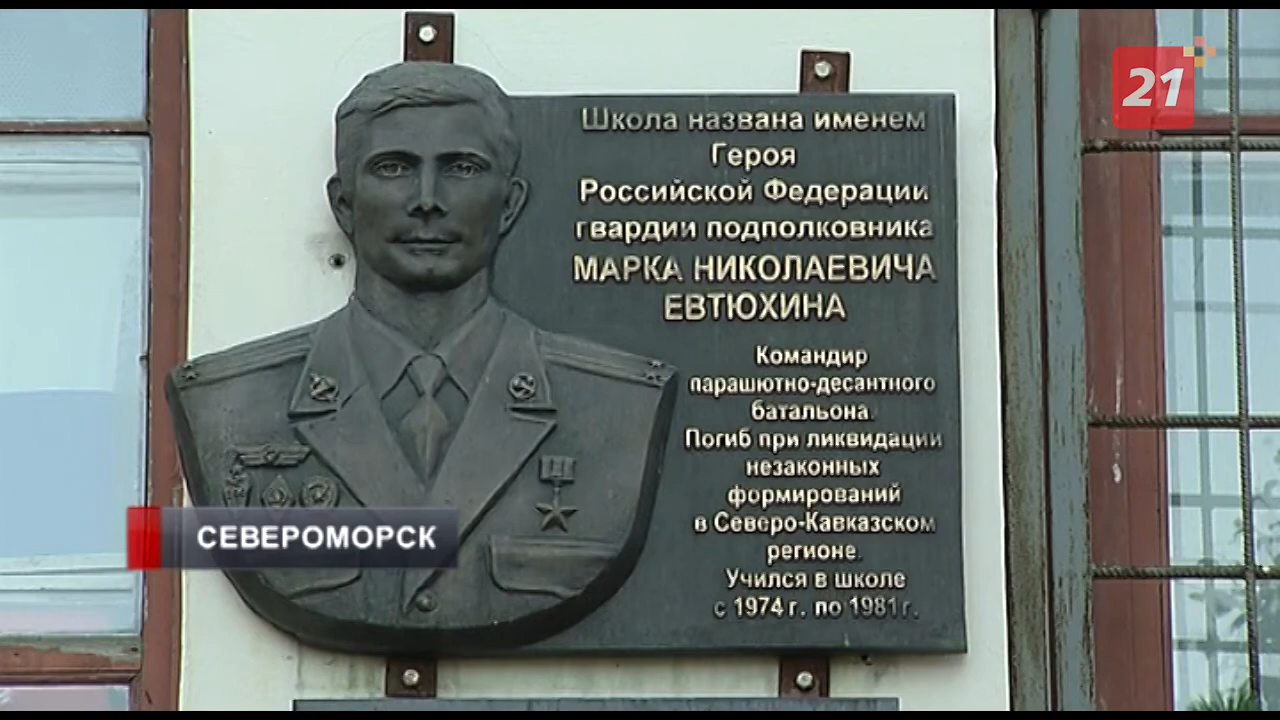 21
Школа названа именем
Героя
Российской Федерации
гвардии подполковника
МАРКА НИКОЛАЕВИЧА
ЕВТЮХИНА
Командир
парашютно-десантного
батальона.
Погиб при ликвидации
незаконных
формирований
в Северо-Кавказском
регионе.
Учился в школе
с 1974 г. по 1981 г.
СЕВЕРОМОРСК